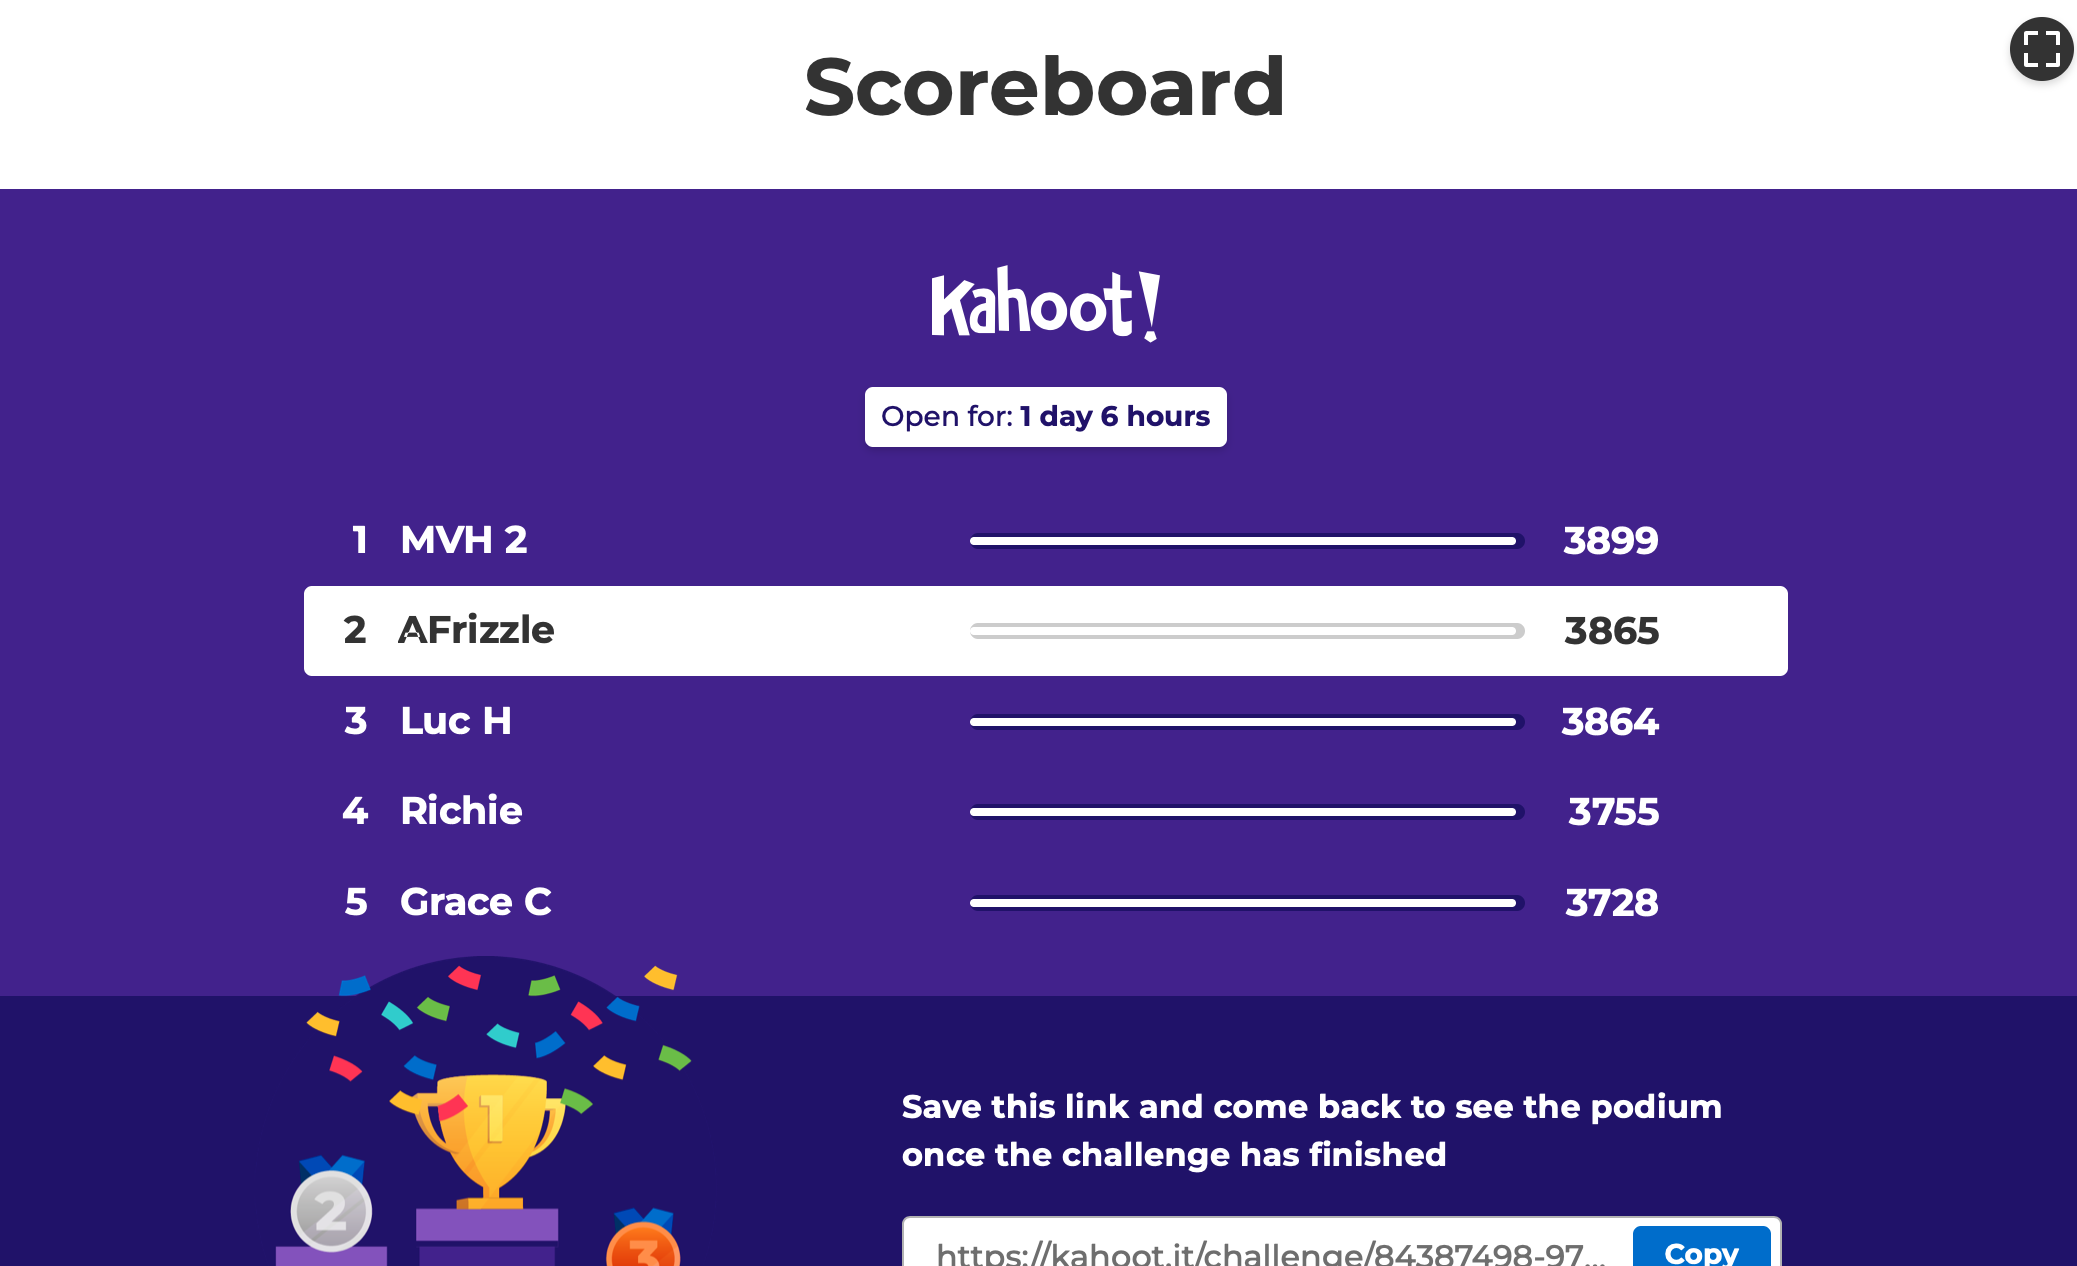 Scoreboard
Kahoot!
Open for: 1 day 6 hours
1 MVH 2 3899
2 AFrizzle 3865
3 Luc H 3864
4 Richie 3755
5 Grace C 3728
Save this link and come back to see the podium
once the challenge has finished
1
2
3
https://kahoot.it/challenge/84387498-97... Copy